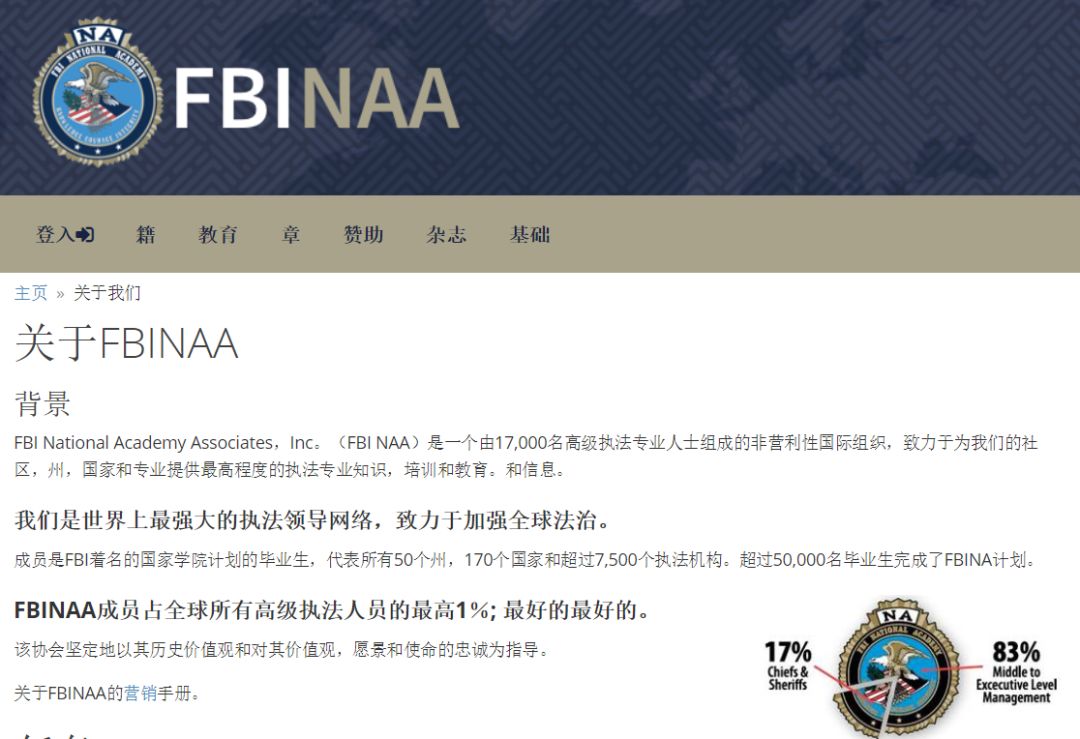 NA
FBI NATIONAL ACADEMY
KNOWLEDGE COURAGE INTEGRITY
FBINAA
登入 籍 教育 章 赞助 杂志 基础
主页 » 关于我们
关于FBINAA
背景
FBI National Academy Associates，Inc。（FBI NAA）是一个由17,000名高级执法专业人士组成的非营利性国际组织，致力于为我们的社
区，州，国家和专业提供最高程度的执法专业知识，培训和教育。和信息。
我们是世界上最强大的执法领导网络，致力于加强全球法治。
成员是FBI着名的国家学院计划的毕业生，代表所有50个州，170个国家和超过7,500个执法机构。超过50,000名毕业生完成了FBINA计划。
FBINAA成员占全球所有高级执法人员的最高1％; 最好的最好的。
该协会坚定地以其历史价值观和对其价值观，愿景和使命的忠诚为指导。
关于FBINAA的营销手册。
NA
FBI NATIONAL ACADEMY
17%
Chiefs &
Sheriffs
83%
Middle to
Excecutive Level
Management